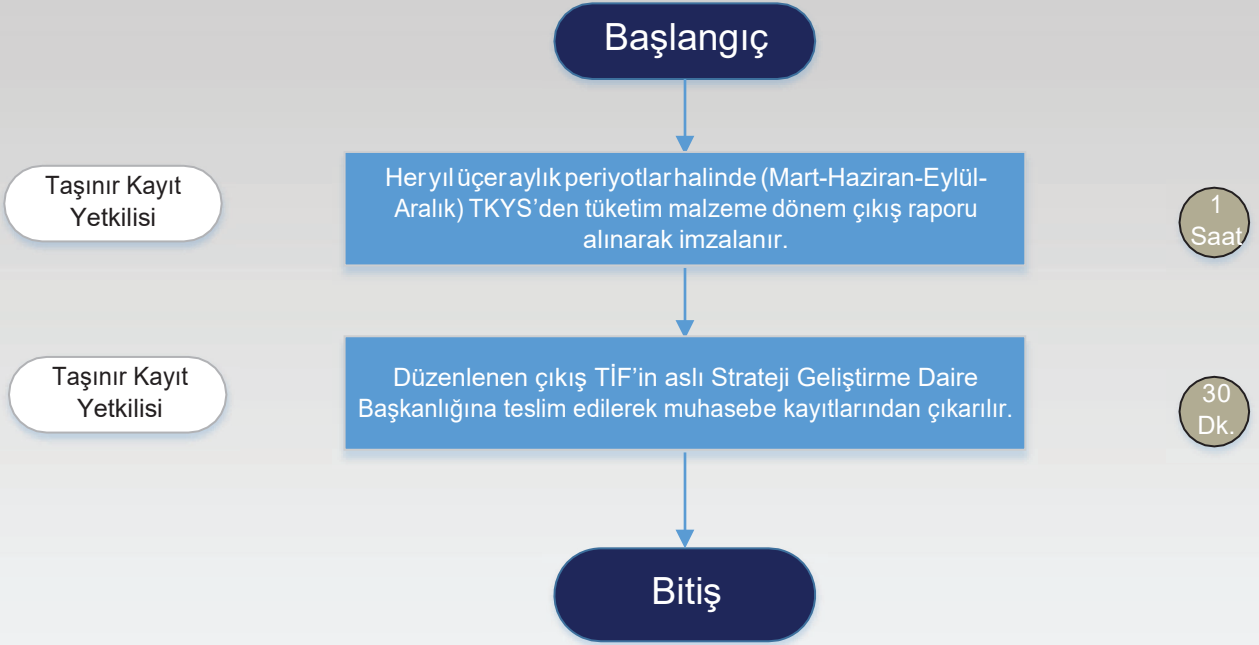 Başlangıç
Taşınır Kayıt
Yetkilisi
Her yıl üçer aylık periyotlar halinde (Mart-Haziran-Eylül-
Aralık) TKYS’den tüketim malzeme dönem çıkış raporu
alınarak imzalanır.
1
Saat
Taşınır Kayıt
Yetkilisi
Düzenlenen çıkış TİF’in aslı Strateji Geliştirme Daire
Başkanlığına teslim edilerek muhasebe kayıtlarından çıkarılır.
30
Dk.
Bitiş